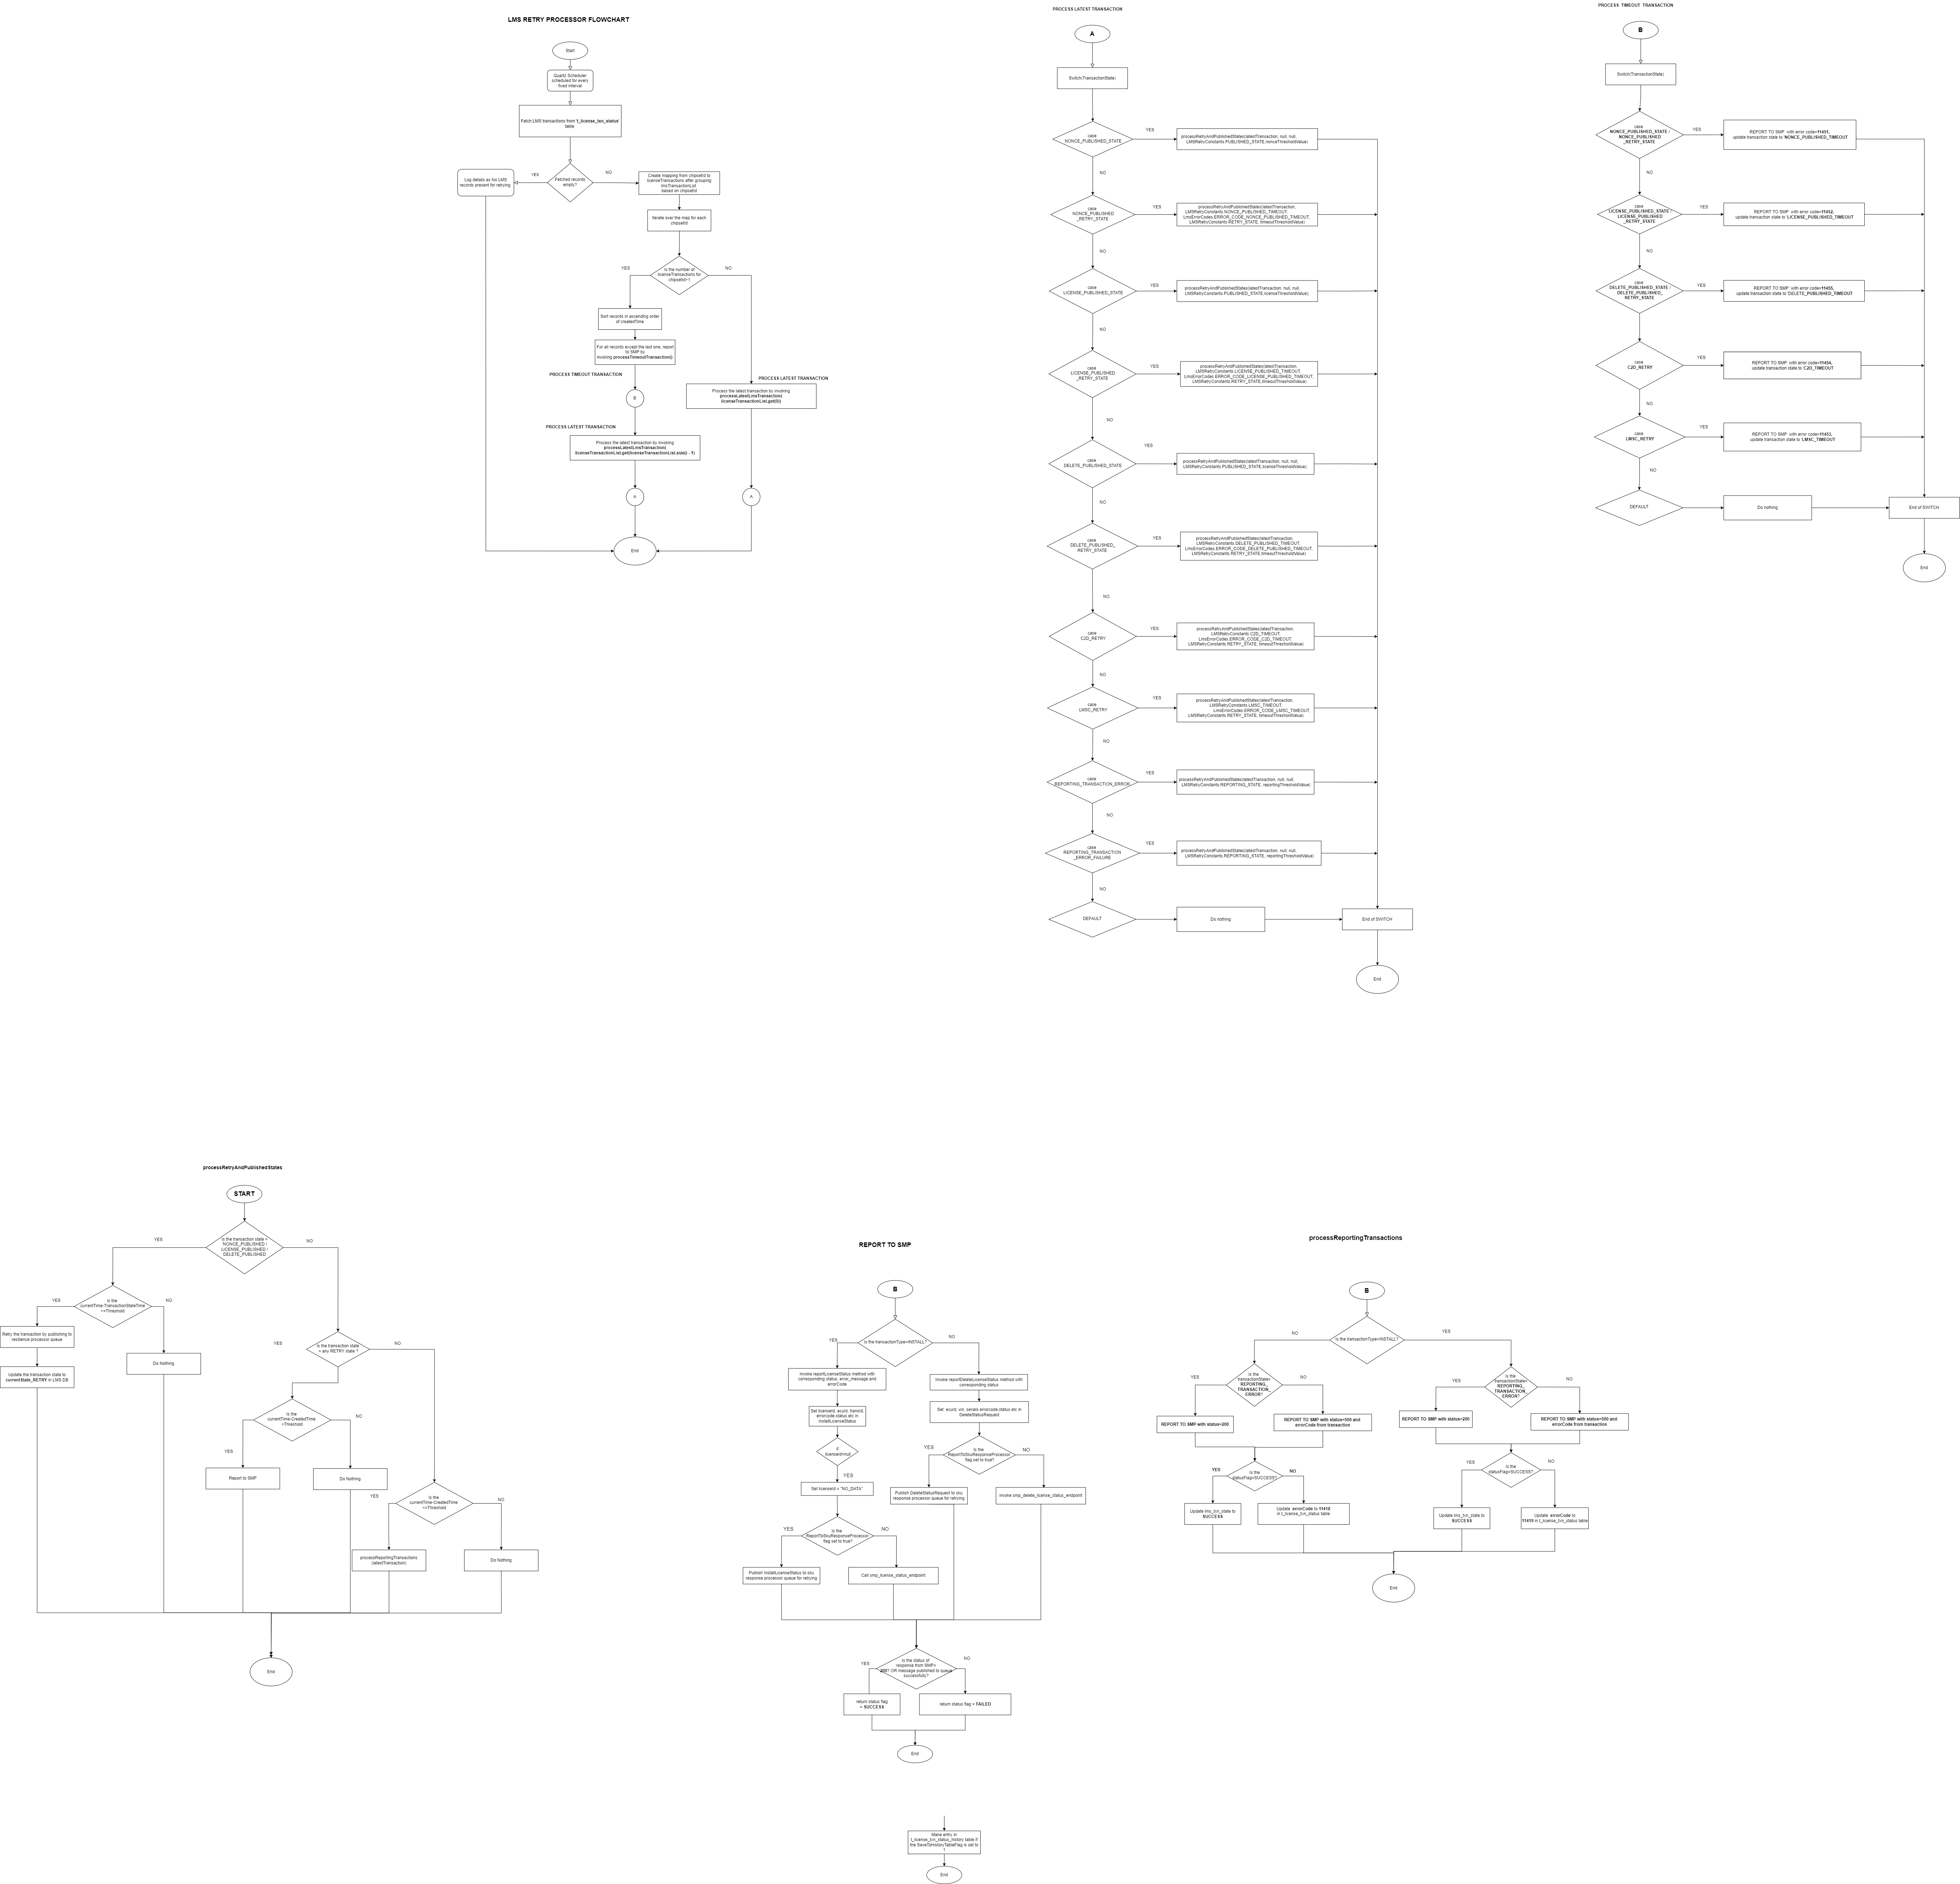 LMS RETRY PROCESSOR FLOWCHART
Start
Quartz Scheduler
scheduled for every
fixed interval
Fetch LMS transactions from 't_license_txn_status'
table
Fetched records
empty?
YES
NO
Log details as No LMS
records present for retrying
Create mapping from chipsetId to
licenseTransactions after grouping
lmsTransactionList
based on chipsetId
Iterate over the map for each
chipsetId
Is the number of
licenseTransactions for
chipsetId>1
YES
NO
Sort records in ascending order
of createdTime
For all records except the last one, report
to SMP by
invoking processTimeoutTransaction()
PROCESS TIMEOUT TRANSACTION
B
PROCESS LATEST TRANSACTION
Process the latest transaction by invoking
processLatestLmsTransaction(
licenseTransactionList.get(0))
PROCESS LATEST TRANSACTION
Process the latest transaction by invoking
processLatestLmsTransaction(
licenseTransactionList.get(licenseTransactionList.size() - 1)
A
A
End
PROCESS LATEST TRANSACTION
A
Switch(TransactionState)
case
NONCE_PUBLISHED_STATE
YES
processRetryAndPublishedStates(latestTransaction, null, null,
LMSRetryConstants.PUBLISHED_STATE,nonceThresholdValue)
NO
case
NONCE_PUBLISHED
_RETRY_STATE
YES
processRetryAndPublishedStates(latestTransaction,
LMSRetryConstants.NONCE_PUBLISHED_TIMEOUT,
LmsErrorCodes.ERROR_CODE_NONCE_PUBLISHED_TIMEOUT,
LMSRetryConstants.RETRY_STATE, timeoutThresholdValue)
NO
case
LICENSE_PUBLISHED_STATE
YES
processRetryAndPublishedStates(latestTransaction, null, null,
LMSRetryConstants.PUBLISHED_STATE,licenseThresholdValue);
NO
case
LICENSE_PUBLISHED
_RETRY_STATE
YES
processRetryAndPublishedStates(latestTransaction,
LMSRetryConstants.LICENSE_PUBLISHED_TIMEOUT,
LmsErrorCodes.ERROR_CODE_LICENSE_PUBLISHED_TIMEOUT,
LMSRetryConstants.RETRY_STATE,timeoutThresholdValue)
NO
case
DELETE_PUBLISHED_STATE
YES
processRetryAndPublishedStates(latestTransaction, null, null,
LMSRetryConstants.PUBLISHED_STATE,licenseThresholdValue);
NO
case
DELETE_PUBLISHED_
RETRY_STATE
YES
processRetryAndPublishedStates(latestTransaction,
LMSRetryConstants.DELETE_PUBLISHED_TIMEOUT,
LmsErrorCodes.ERROR_CODE_DELETE_PUBLISHED_TIMEOUT,
LMSRetryConstants.RETRY_STATE,timeoutThresholdValue)
NO
case
C2D_RETRY
YES
processRetryAndPublishedStates(latestTransaction,
LMSRetryConstants.C2D_TIMEOUT,
LmsErrorCodes.ERROR_CODE_C2D_TIMEOUT,
LMSRetryConstants.RETRY_STATE, timeoutThresholdValue)
NO
case
LMSC_RETRY
YES
processRetryAndPublishedStates(latestTransaction,
LMSRetryConstants.LMSC_TIMEOUT,
LmsErrorCodes.ERROR_CODE_LMSC_TIMEOUT,
LMSRetryConstants.RETRY_STATE, timeoutThresholdValue)
NO
case
REPORTING_TRANSACTION_ERROR
YES
processRetryAndPublishedStates(latestTransaction, null, null,
LMSRetryConstants.REPORTING_STATE, reportingThresholdValue)
NO
case
REPORTING_TRANSACTION
_ERROR_FAILURE
YES
processRetryAndPublishedStates(latestTransaction, null, null,
LMSRetryConstants.REPORTING_STATE, reportingThresholdValue)
NO
DEFAULT
Do nothing
End of SWITCH
End
PROCESS TIMEOUT TRANSACTION
B
Switch(TransactionState)
case
NONCE_PUBLISHED_STATE /
NONCE_PUBLISHED
_RETRY_STATE
YES
REPORT TO SMP with error code=11451,
update transaction state to 'NONCE_PUBLISHED_TIMEOUT
NO
case
LICENSE_PUBLISHED_STATE /
LICENSE_PUBLISHED
_RETRY_STATE
YES
REPORT TO SMP with error code=11452,
update transaction state to 'LICENSE_PUBLISHED_TIMEOUT
NO
case
DELETE_PUBLISHED_STATE /
DELETE_PUBLISHED_
RETRY_STATE
YES
REPORT TO SMP with error code=11455,
update transaction state to 'DELETE_PUBLISHED_TIMEOUT
NO
case
C2D_RETRY
YES
REPORT TO SMP with error code=11454,
update transaction state to 'C2D_TIMEOUT
NO
case
LMSC_RETRY
YES
REPORT TO SMP with error code=11453,
update transaction state to 'LMSC_TIMEOUT
NO
DEFAULT
Do nothing
End of SWITCH
End
processRetryAndPublishedStates
START
Is the transaction state =
'NONCE_PUBLISHED /
LICENSE_PUBLISHED /
DELETE_PUBLISHED
YES
NO
Is the
currentTime-TransactionStateTime
>=Threshold
YES
NO
Retry the transaction by publishing to
resilience processor queue
Update the transaction state to
currentState_RETRY in LMS DB
Do Nothing
Is the transaction state
= any RETRY state ?
YES
NO
Is the
currentTime-CreatedTime
>Threshold
YES
NO
Report to SMP
Do Nothing
Is the
currentTime-CreatedTime
>=Threshold
YES
NO
processReportingTransactions
(latestTransaction)
Do Nothing
End
REPORT TO SMP
B
Is the transactionType=INSTALL?
YES
NO
Invoke reportLicenseStatus method with
corresponding status, error_message and
errorCode
Set licenseId, ecuId, transId,
errorcode,status etc in
InstallLicenseStatus
If
licenseId=null
YES
Set licenseId = "NO_DATA"
Is the
ReportToSkuResponseProcessor
flag set to true?
YES
NO
Publish InstallLicenseStatus to sku
response processor queue for retrying
Call smp_license_status_endpoint
Invoke reportDeleteLicenseStatus method with
corresponding status
Set ecuId, vin, serials errorcode,status etc in
DeleteStatusRequest
Is the
ReportToSkuResponseProcessor
flag set to true?
YES
NO
Publish DeleteStatusRequest to sku
response processor queue for retrying
Invoke smp_delete_license_status_endpoint
Is the status of
response from SMP=
200? OR message published to queue
successfully?
YES
NO
return status flag
= SUCCESS
return status flag = FAILED
End
Make entry in
t_license_txn_status_history table if
the SaveToHistoryTableFlag is set to
1
End
processReportingTransactions
B
Is the transactionType=INSTALL?
NO
YES
Is the
transactionState=
REPORTING_
TRANSACTION_
ERROR?
YES
NO
REPORT TO SMP with status=200
REPORT TO SMP with status=500 and
errorCode from transaction
Is the
statusFlag=SUCCESS?
YES
NO
Update lms_txn_state to
SUCCESS
Update errorCode to 11418
in t_license_txn_status table
Is the
transactionState=
REPORTING_
TRANSACTION_
ERROR?
YES
NO
REPORT TO SMP with status=200
REPORT TO SMP with status=500 and
errorCode from transaction
Is the
statusFlag=SUCCESS?
YES
NO
Update lms_txn_state to
SUCCESS
Update errorCode to
11419 in t_license_txn_status table
End